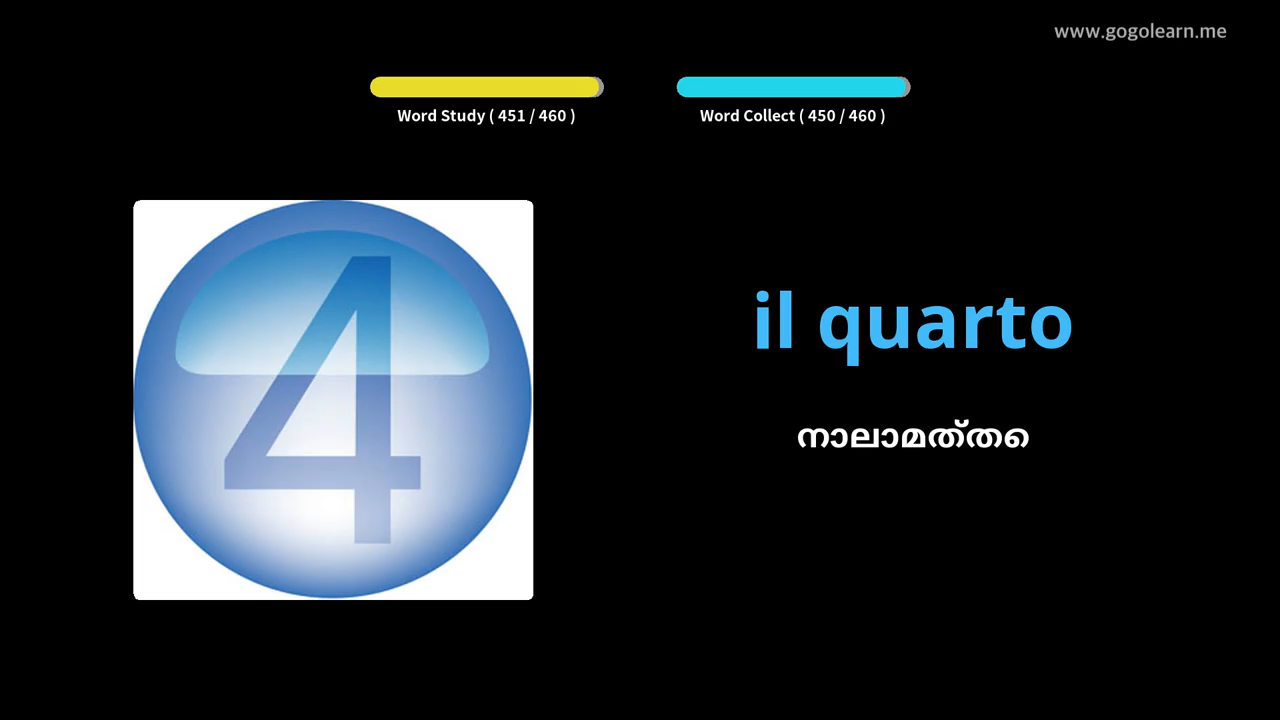 www.gogolearn.me
Word Study ( 451 / 460 )
Word Collect ( 450 / 460 )
4
il quarto
നാലാമത്തെ